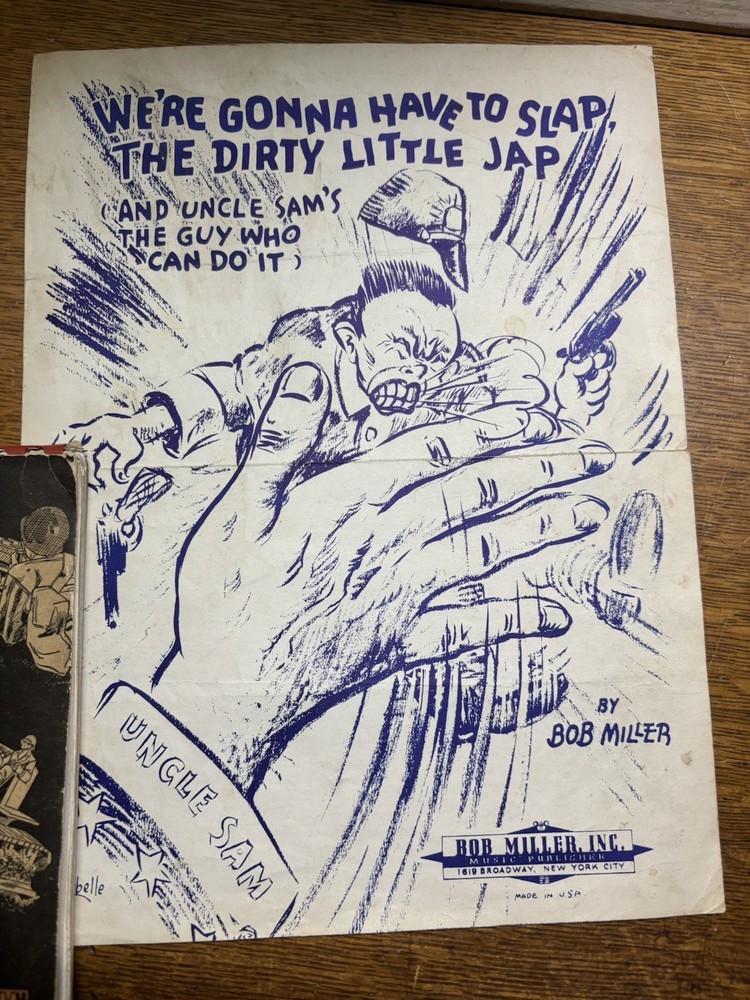 WE'RE GONNA HAVE TO SLAP,
THE DIRTY LITTLE JAP
(AND UNCLE SAM'S
THE GUY WHO
CAN DO IT)
UNCLE SAM
BY
BOB MILLER
BOB MILLER, INC.
MUSIC PUBLISHER
1619 BROADWAY, NEW YORK CITY
MADE IN U.S.A